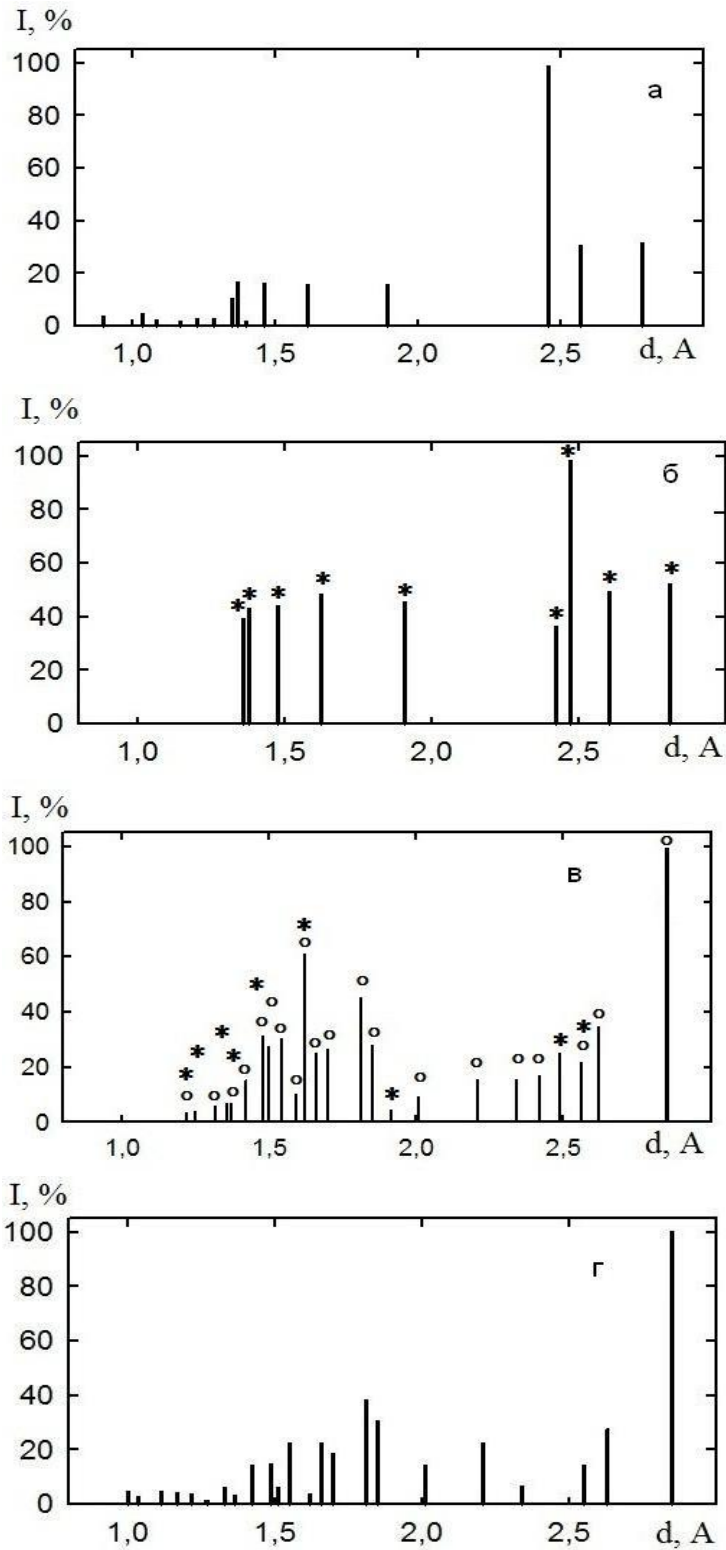 I, %
100
а
80
60
40
20
0
1,0 1,5 2,0 2,5 d, A
I, %
100
*
б
80
60
* * * * * * * *
40
20
0
1,0 1,5 2,0 2,5 d, A
I, %
100
o
в
80
*
60
o
* o o
40
* o o o o * o
20
* * o o * o o o o o o
* o o o * o
0
1,0 1,5 2,0 2,5 d, A
I, %
100
г
80
60
40
20
0
1,0 1,5 2,0 2,5 d, A